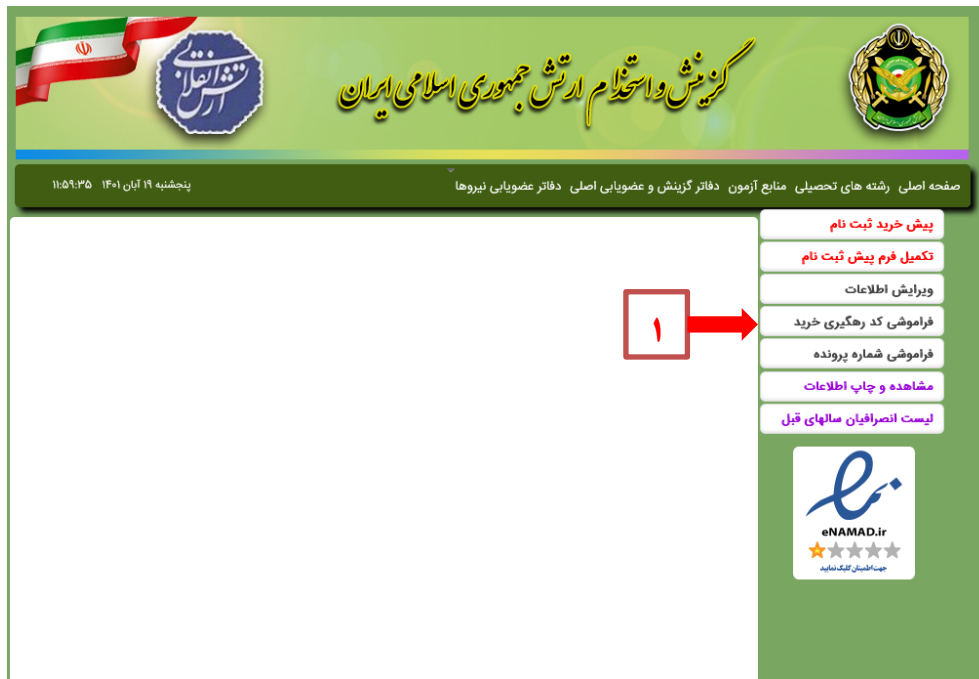 گزینش و استخدام ارتش جمهوری اسلامی ایران
ارتش انقلابی
صفحه اصلی رشته های تحصیلی منابع آزمون دفاتر گزینش و عضویابی اصلی دفاتر عضویابی نیروها
پنجشنبه ۱۹ آبان ۱۴۰۱ ۱۱:۵۹:۳۵
پیش خرید ثبت نام
تکمیل فرم پیش ثبت نام
ویرایش اطلاعات
فراموشی کد رهگیری خرید
۱
فراموشی شماره پرونده
مشاهده و چاپ اطلاعات
لیست انصرافیان سالهای قبل
eNAMAD.ir
جهت اطمینان کلیک نمایید